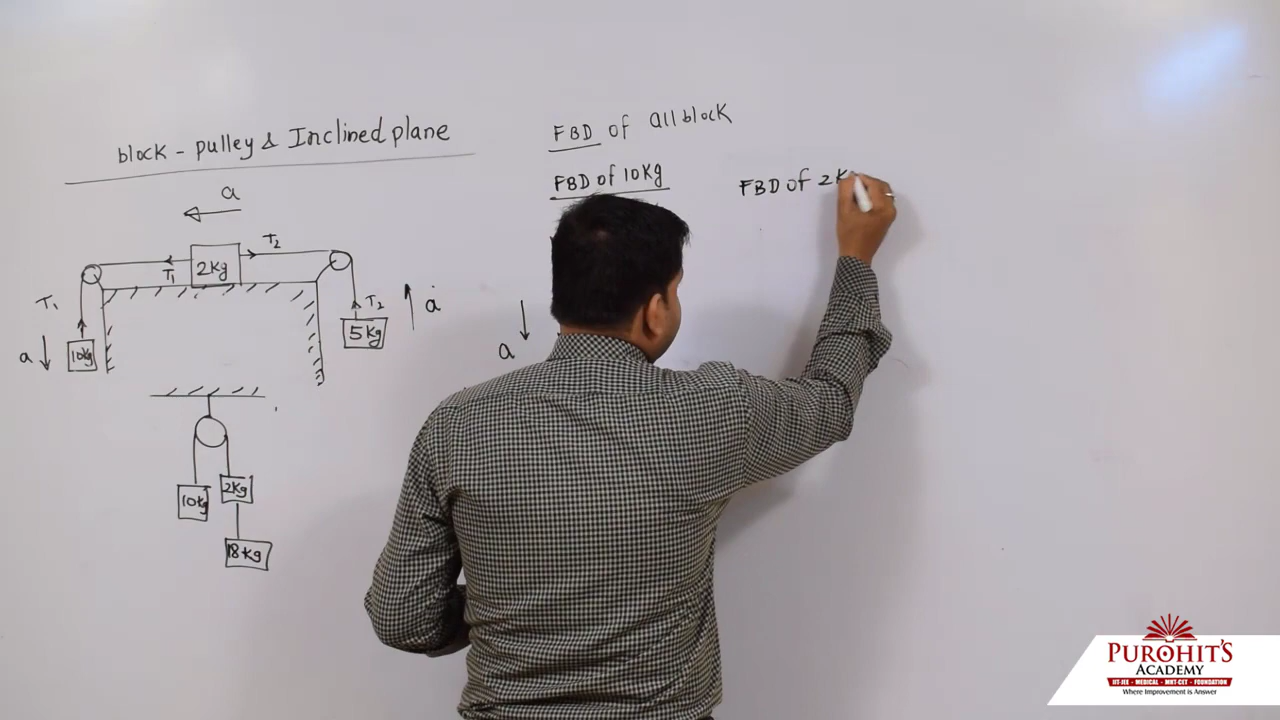 block - pulley & Inclined plane
a
T₂
T₁
2Kg
T₁
T₂
a
5Kg
a
10Kg
10Kg
2Kg
18Kg
FBD of all block
FBD of 10Kg
a
FBD of 2K
PUROHIT'S
ACADEMY
IIT-JEE - MEDICAL - MHT-CET - FOUNDATION
Where Improvement is Answer